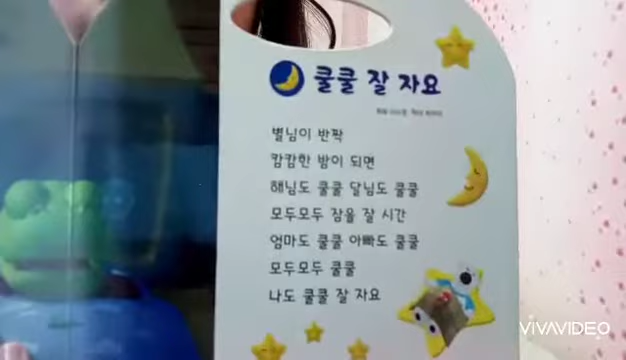 쿨쿨 잘 자요
별님이 반짝
캄캄한 밤이 되면
해님도 쿨쿨 달님도 쿨쿨
모두모두 잠을 잘 시간
엄마도 쿨쿨 아빠도 쿨쿨
모두모두 쿨쿨
나도 쿨쿨 잘 자요
VIVAVIDEO